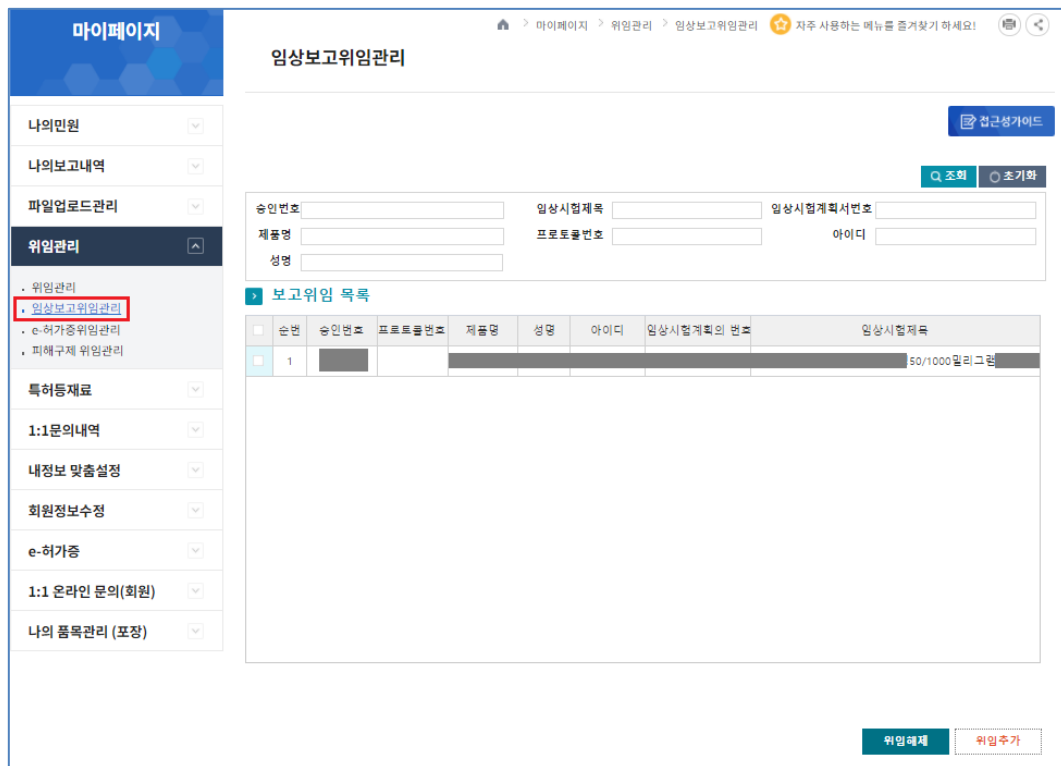 마이페이지
마이페이지 > 위임관리 > 임상보고위임관리 자주 사용하는 메뉴를 즐겨찾기 하세요!
임상보고위임관리
접근성가이드
나의민원
나의보고내역
파일업로드관리
위임관리
. 위임관리
. 임상보고위임관리
. e-허가증위임관리
. 피해구제 위임관리
특허등재료
1:1문의내역
내정보 맞춤설정
회원정보수정
e-허가증
1:1 온라인 문의(회원)
나의 품목관리 (포장)
조회 초기화
승인번호 임상시험제목 임상시험계획서번호
제품명 프로토콜번호 아이디
성명
보고위임 목록
순번 승인번호 프로토콜번호 제품명 성명 아이디 임상시험계획의 번호 임상시험제목
1 50/1000밀리그램
위임해제 위임추가